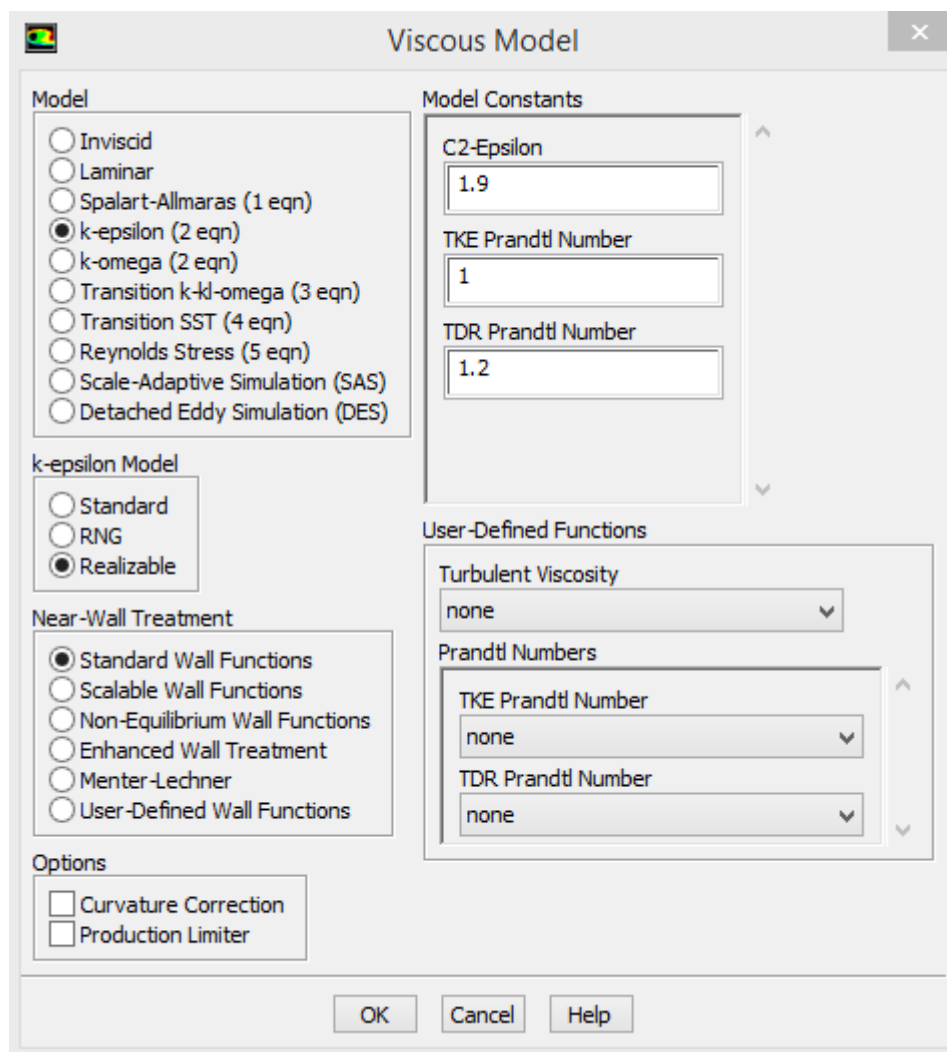 Viscous Model
Model
Inviscid
Laminar
Spalart-Allmaras (1 eqn)
k-epsilon (2 eqn)
k-omega (2 eqn)
Transition k-kl-omega (3 eqn)
Transition SST (4 eqn)
Reynolds Stress (5 eqn)
Scale-Adaptive Simulation (SAS)
Detached Eddy Simulation (DES)
k-epsilon Model
Standard
RNG
Realizable
Near-Wall Treatment
Standard Wall Functions
Scalable Wall Functions
Non-Equilibrium Wall Functions
Enhanced Wall Treatment
Menter-Lechner
User-Defined Wall Functions
Options
Curvature Correction
Production Limiter
Model Constants
C2-Epsilon
1.9
TKE Prandtl Number
1
TDR Prandtl Number
1.2
User-Defined Functions
Turbulent Viscosity
none
Prandtl Numbers
TKE Prandtl Number
none
TDR Prandtl Number
none
OK
Cancel
Help